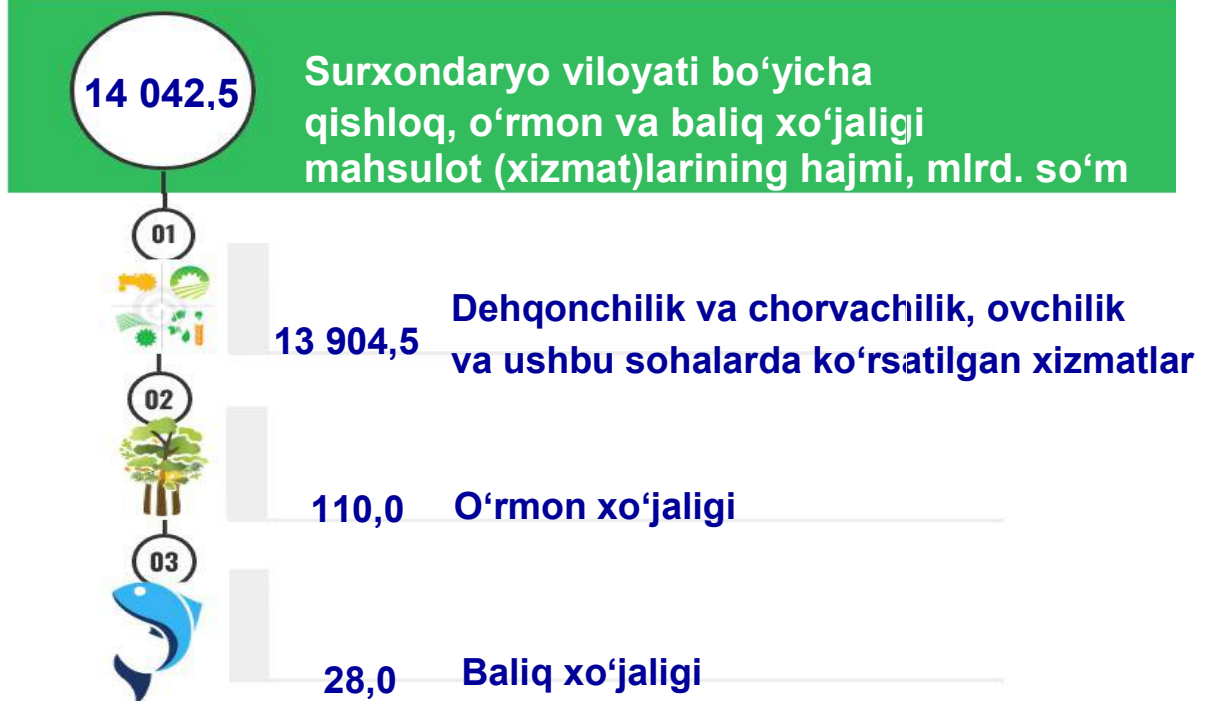 14 042,5
Surxondaryo viloyati bo‘yicha
qishloq, o‘rmon va baliq xo‘jaligi
mahsulot (xizmat)larining hajmi, mlrd. so‘m
01
13 904,5
Dehqonchilik va chorvachilik, ovchilik
va ushbu sohalarda ko‘rsatilgan xizmatlar
02
110,0
O‘rmon xo‘jaligi
03
28,0
Baliq xo‘jaligi